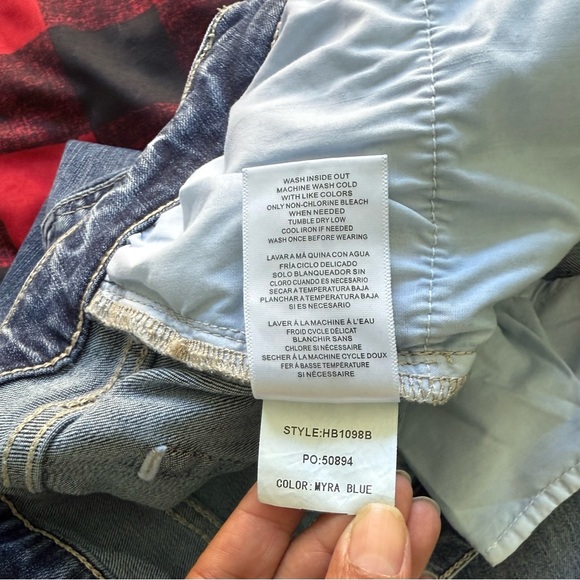 WASH INSIDE OUT
MACHINE WASH COLD
WITH LIKE COLORS
ONLY NON-CHLORINE BLEACH
WHEN NEEDED
TUMBLE DRY LOW
COOL IRON IF NEEDED
WASH ONCE BEFORE WEARING
LAVAR A MÁ QUINA CON AGUA
FRÍA CICLO DELICADO
SOLO BLANQUEADOR SIN
CLORO CUANDO ES NECESARIO
SECAR A TEMPERATURA BAJA
PLANCHAR A TEMPERATURA BAJA
SI ES NECESARIO
LAVER À LA MACHINE À L'EAU
FROID CYCLE DÉLICAT
BLANCHIR SANS
CHLORE SI NÉCESSAIRE
SECHER À LA MACHINE CYCLE DOUX
FER À BASSE TEMPÉRATURE
SI NÉCESSAIRE
STYLE:HB1098B
PO:50894
COLOR:MYRA BLUE